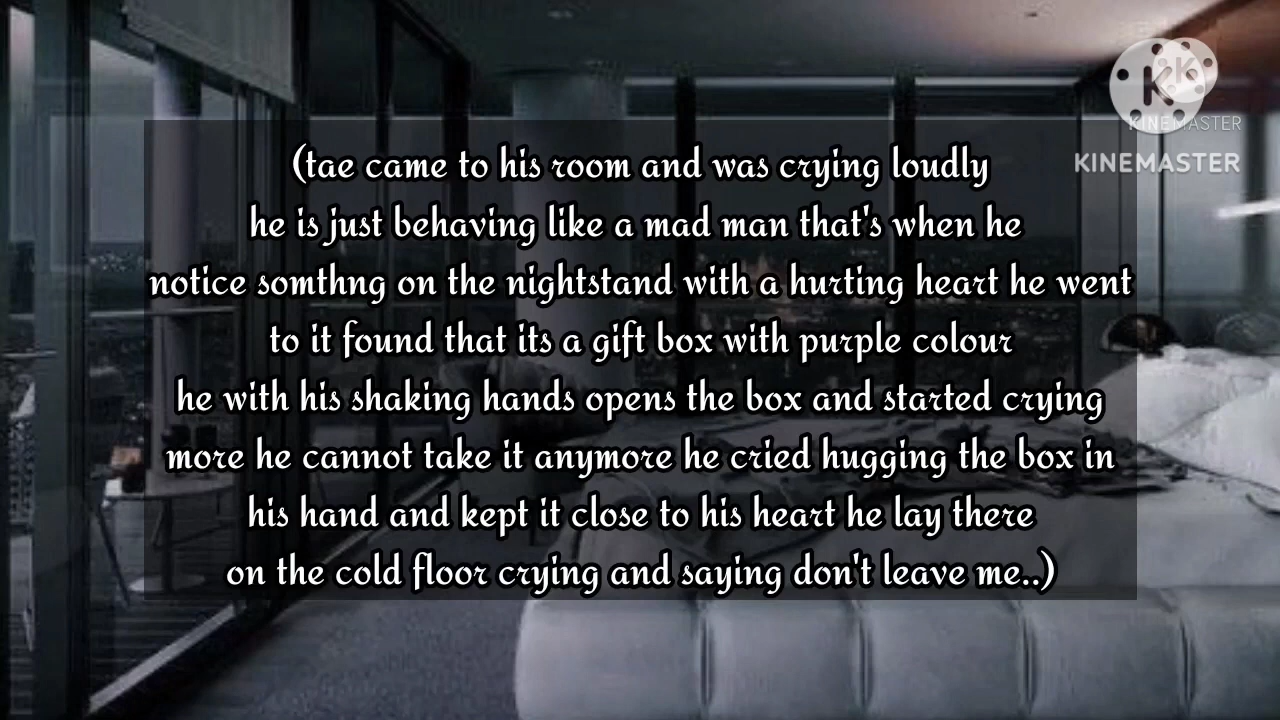 KINEMASTER
KINEMASTER
(tae came to his room and was crying loudly
he is just behaving like a mad man that's when he
notice somthng on the nightstand with a hurting heart he went
to it found that its a gift box with purple colour
he with his shaking hands opens the box and started crying
more he cannot take it anymore he cried hugging the box in
his hand and kept it close to his heart he lay there
on the cold floor crying and saying don't leave me..)